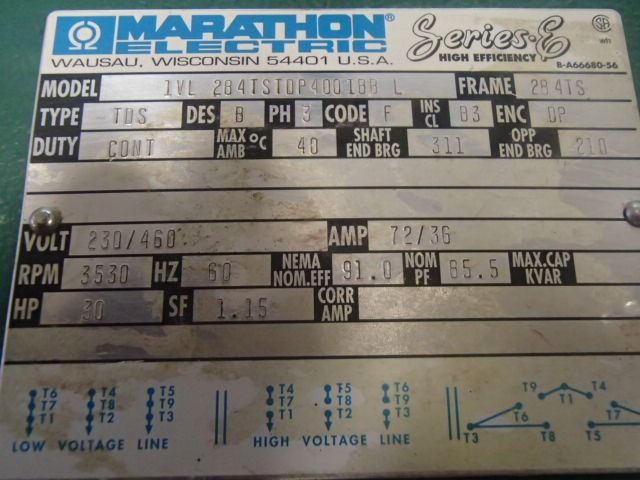 MARATHON®
ELECTRIC
WAUSAU, WISCONSIN 54401 U.S.A.
Series-E
HIGH EFFICIENCY
B-A66680-56
MODEL 1VL 284TSTDP4001BB L FRAME 284TS
TYPE TDS DES B PH 3 CODE F INS CL B3 ENC DP
DUTY CONT MAX AMB °C 40 SHAFT END BRG 311 OPP END BRG 210
VOLT 230/460 AMP 72/36
RPM 3530 HZ 60 NEMA NOM.EFF 91.0 NOM PF 85.5 MAX.CAP KVAR
HP 30 SF 1.15 CORR AMP
T6 T4 T5 T4 T5 T6 T9 T4
T7 T8 T9 T7 T8 T9 T6 T1 T7
T1 T2 T3 T1 T2 T3 T3 T8 T5
LOW VOLTAGE LINE HIGH VOLTAGE LINE